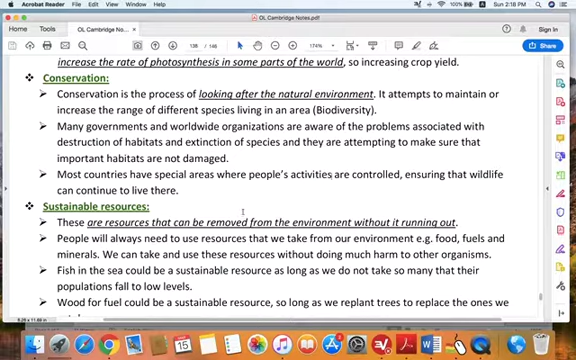 Acrobat Reader File Edit View Window Help 100% Sun 2:18 PM
OL Cambridge Notes.pdf
Home Tools OL Cambridge No... × Sign In
138 / 146 174% Share
increase the rate of photosynthesis in some parts of the world, so increasing crop yield.
❖ Conservation:
➢ Conservation is the process of looking after the natural environment. It attempts to maintain or
increase the range of different species living in an area (Biodiversity).
➢ Many governments and worldwide organizations are aware of the problems associated with
destruction of habitats and extinction of species and they are attempting to make sure that
important habitats are not damaged.
➢ Most countries have special areas where people's activities are controlled, ensuring that wildlife
can continue to live there.
❖ Sustainable resources:
➢ These are resources that can be removed from the environment without it running out.
➢ People will always need to use resources that we take from our environment e.g. food, fuels and
minerals. We can take and use these resources without doing much harm to other organisms.
➢ Fish in the sea could be a sustainable resource as long as we do not take so many that their
populations fall to low levels.
➢ Wood for fuel could be a sustainable resource, so long as we replant trees to replace the ones we